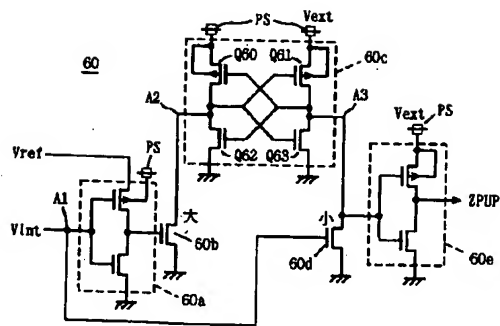 PS
Vext
Q60
Q61
60
60c
A2
A3
Vext
PS
Vref
PS
A1
Vint
大
60b
小
60d
ZPUP
Q62
Q63
60a
60e